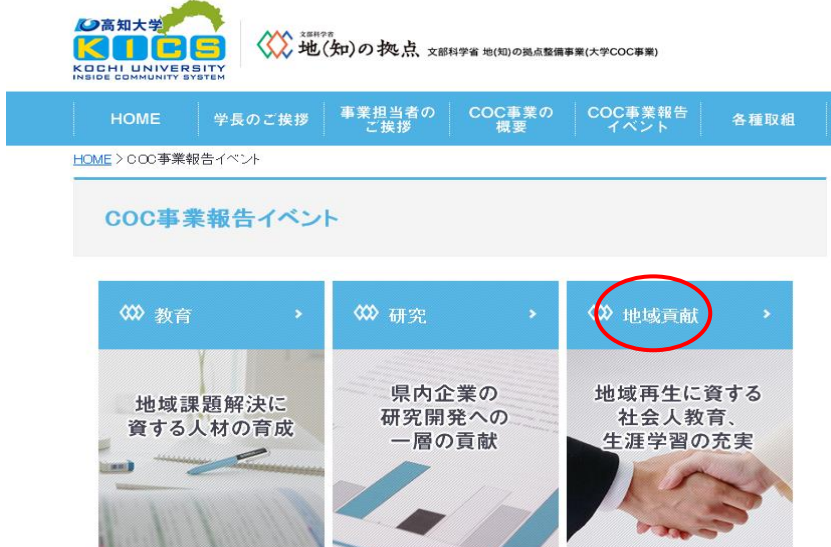 高知大学
KICS
KOCHI UNIVERSITY
INSIDE COMMUNITY SYSTEM
文部科学省
地(知)の拠点 文部科学省 地(知)の拠点整備事業(大学COC事業)
HOME
学長のご挨拶
事業担当者の
ご挨拶
COC事業の
概要
COC事業報告
イベント
各種取組
HOME > COC事業報告イベント
COC事業報告イベント
教育 >
地域課題解決に
資する人材の育成
研究 >
県内企業の
研究開発への
一層の貢献
地域貢献 >
地域再生に資する
社会人教育、
生涯学習の充実